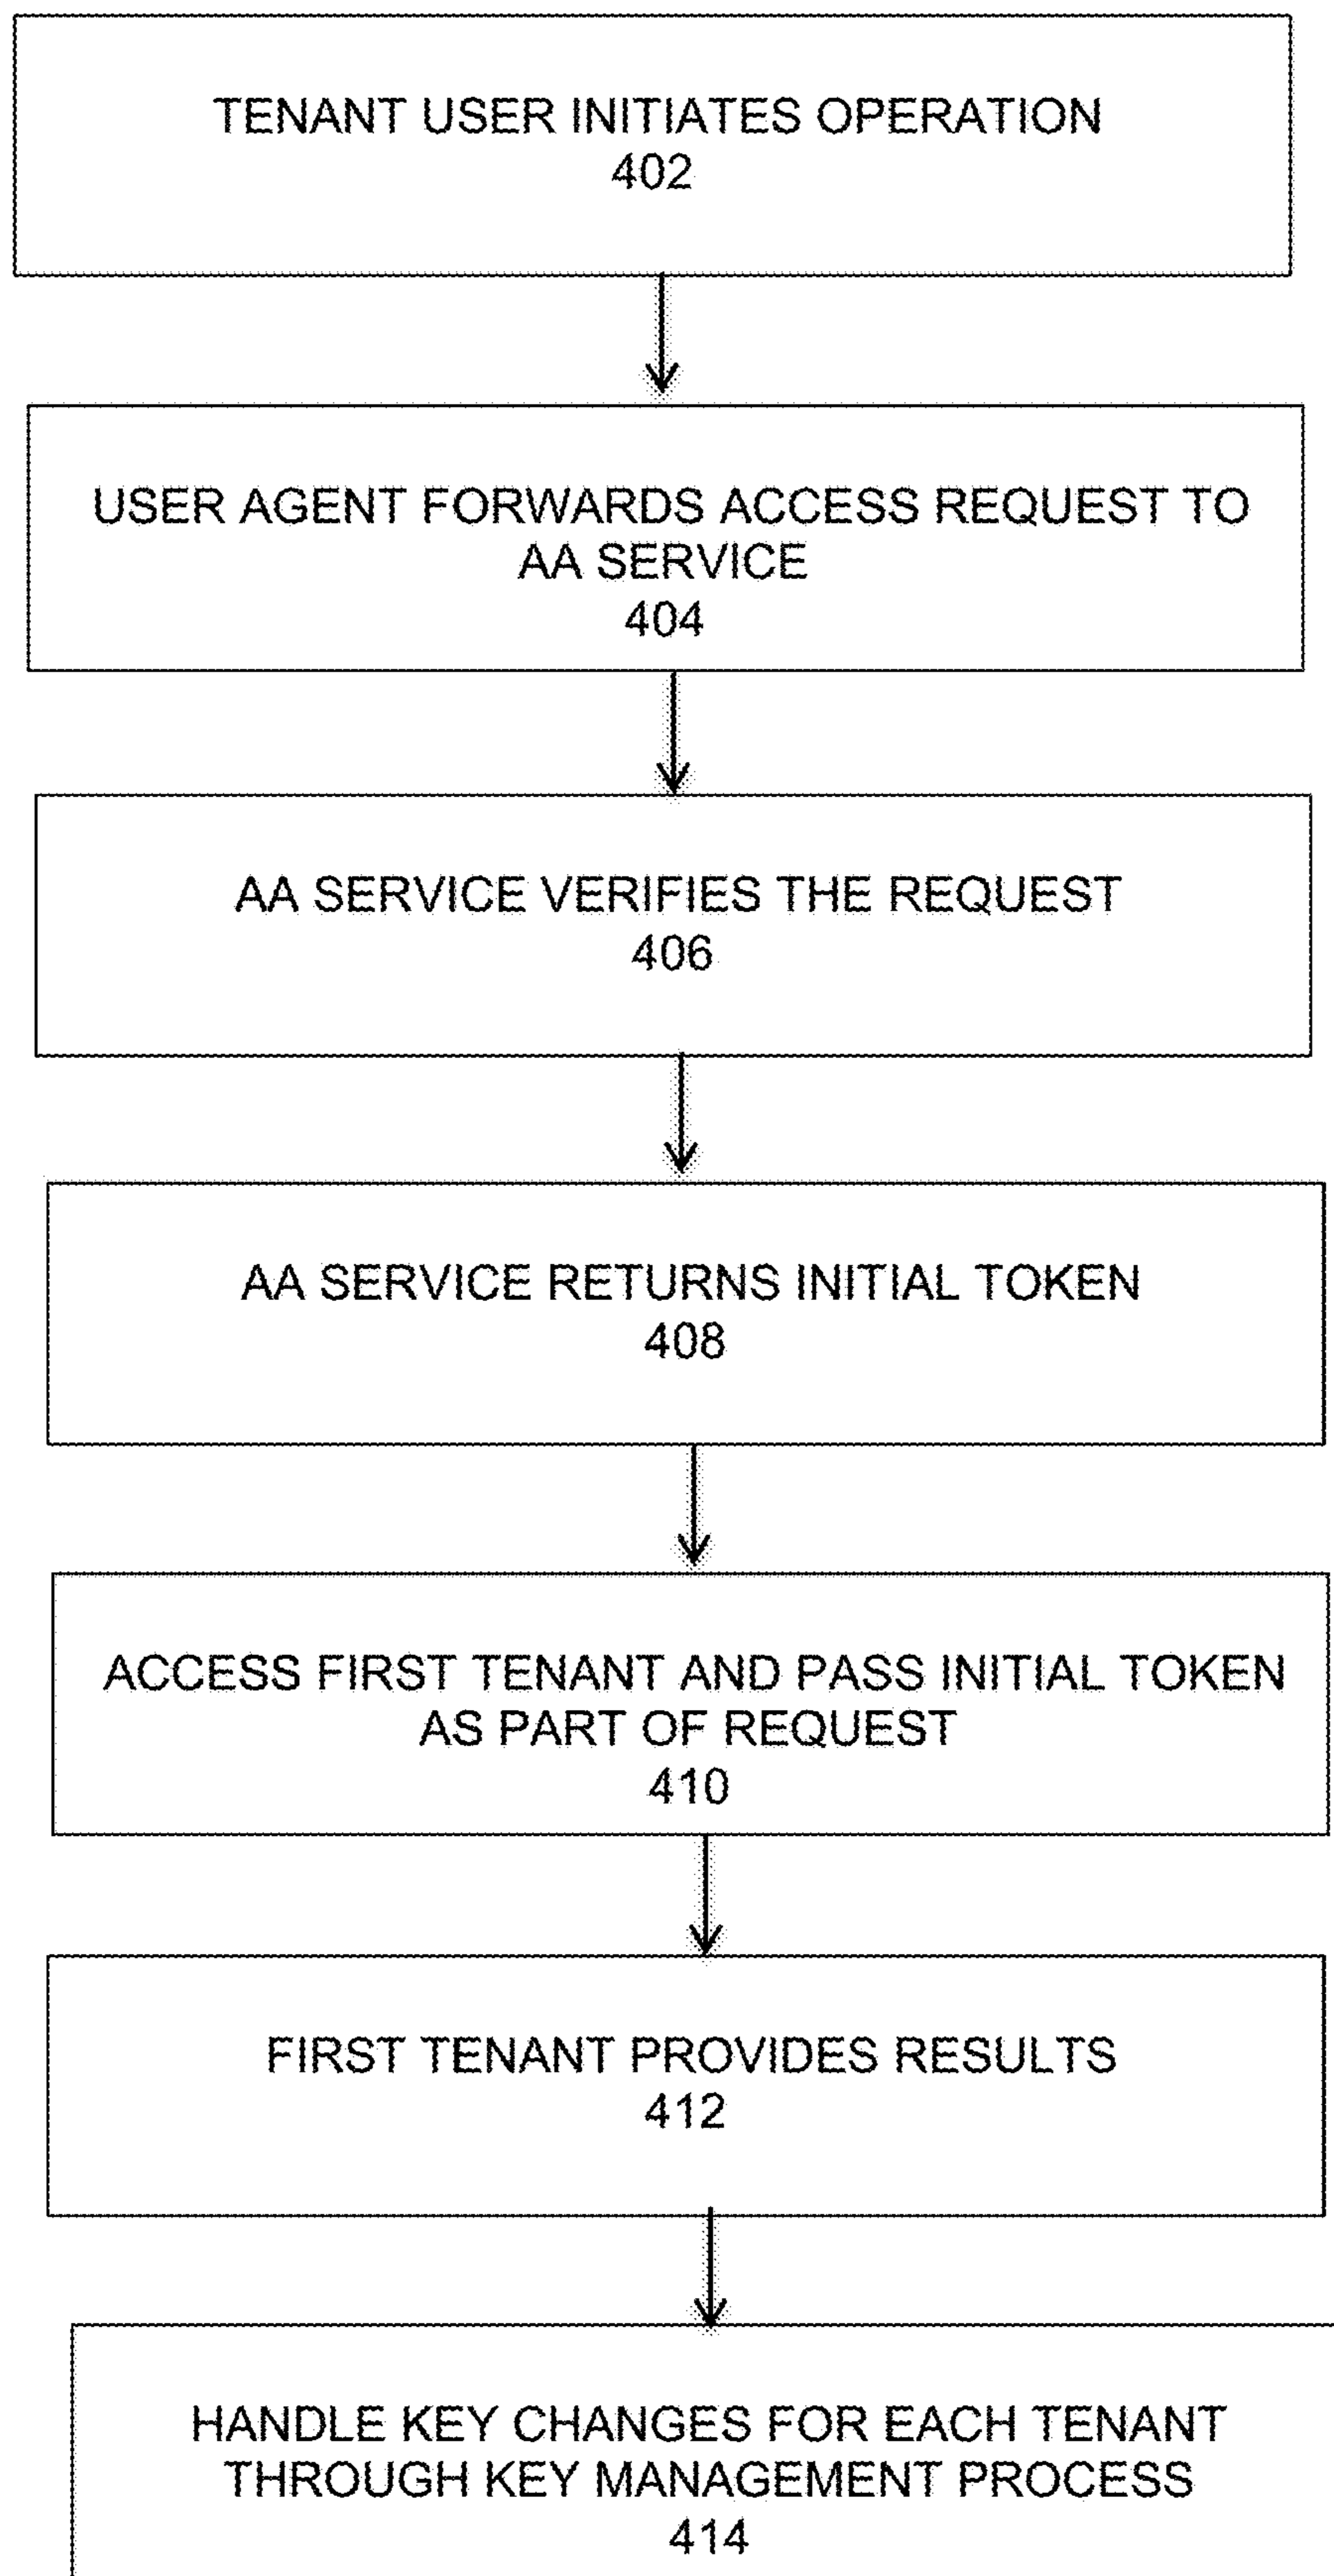 TENANT USER INITIATES OPERATION
402
USER AGENT FORWARDS ACCESS REQUEST TO
AA SERVICE
404
AA SERVICE VERIFIES THE REQUEST
406
AA SERVICE RETURNS INITIAL TOKEN
408
ACCESS FIRST TENANT AND PASS INITIAL TOKEN
AS PART OF REQUEST
410
FIRST TENANT PROVIDES RESULTS
412
HANDLE KEY CHANGES FOR EACH TENANT
THROUGH KEY MANAGEMENT PROCESS
414